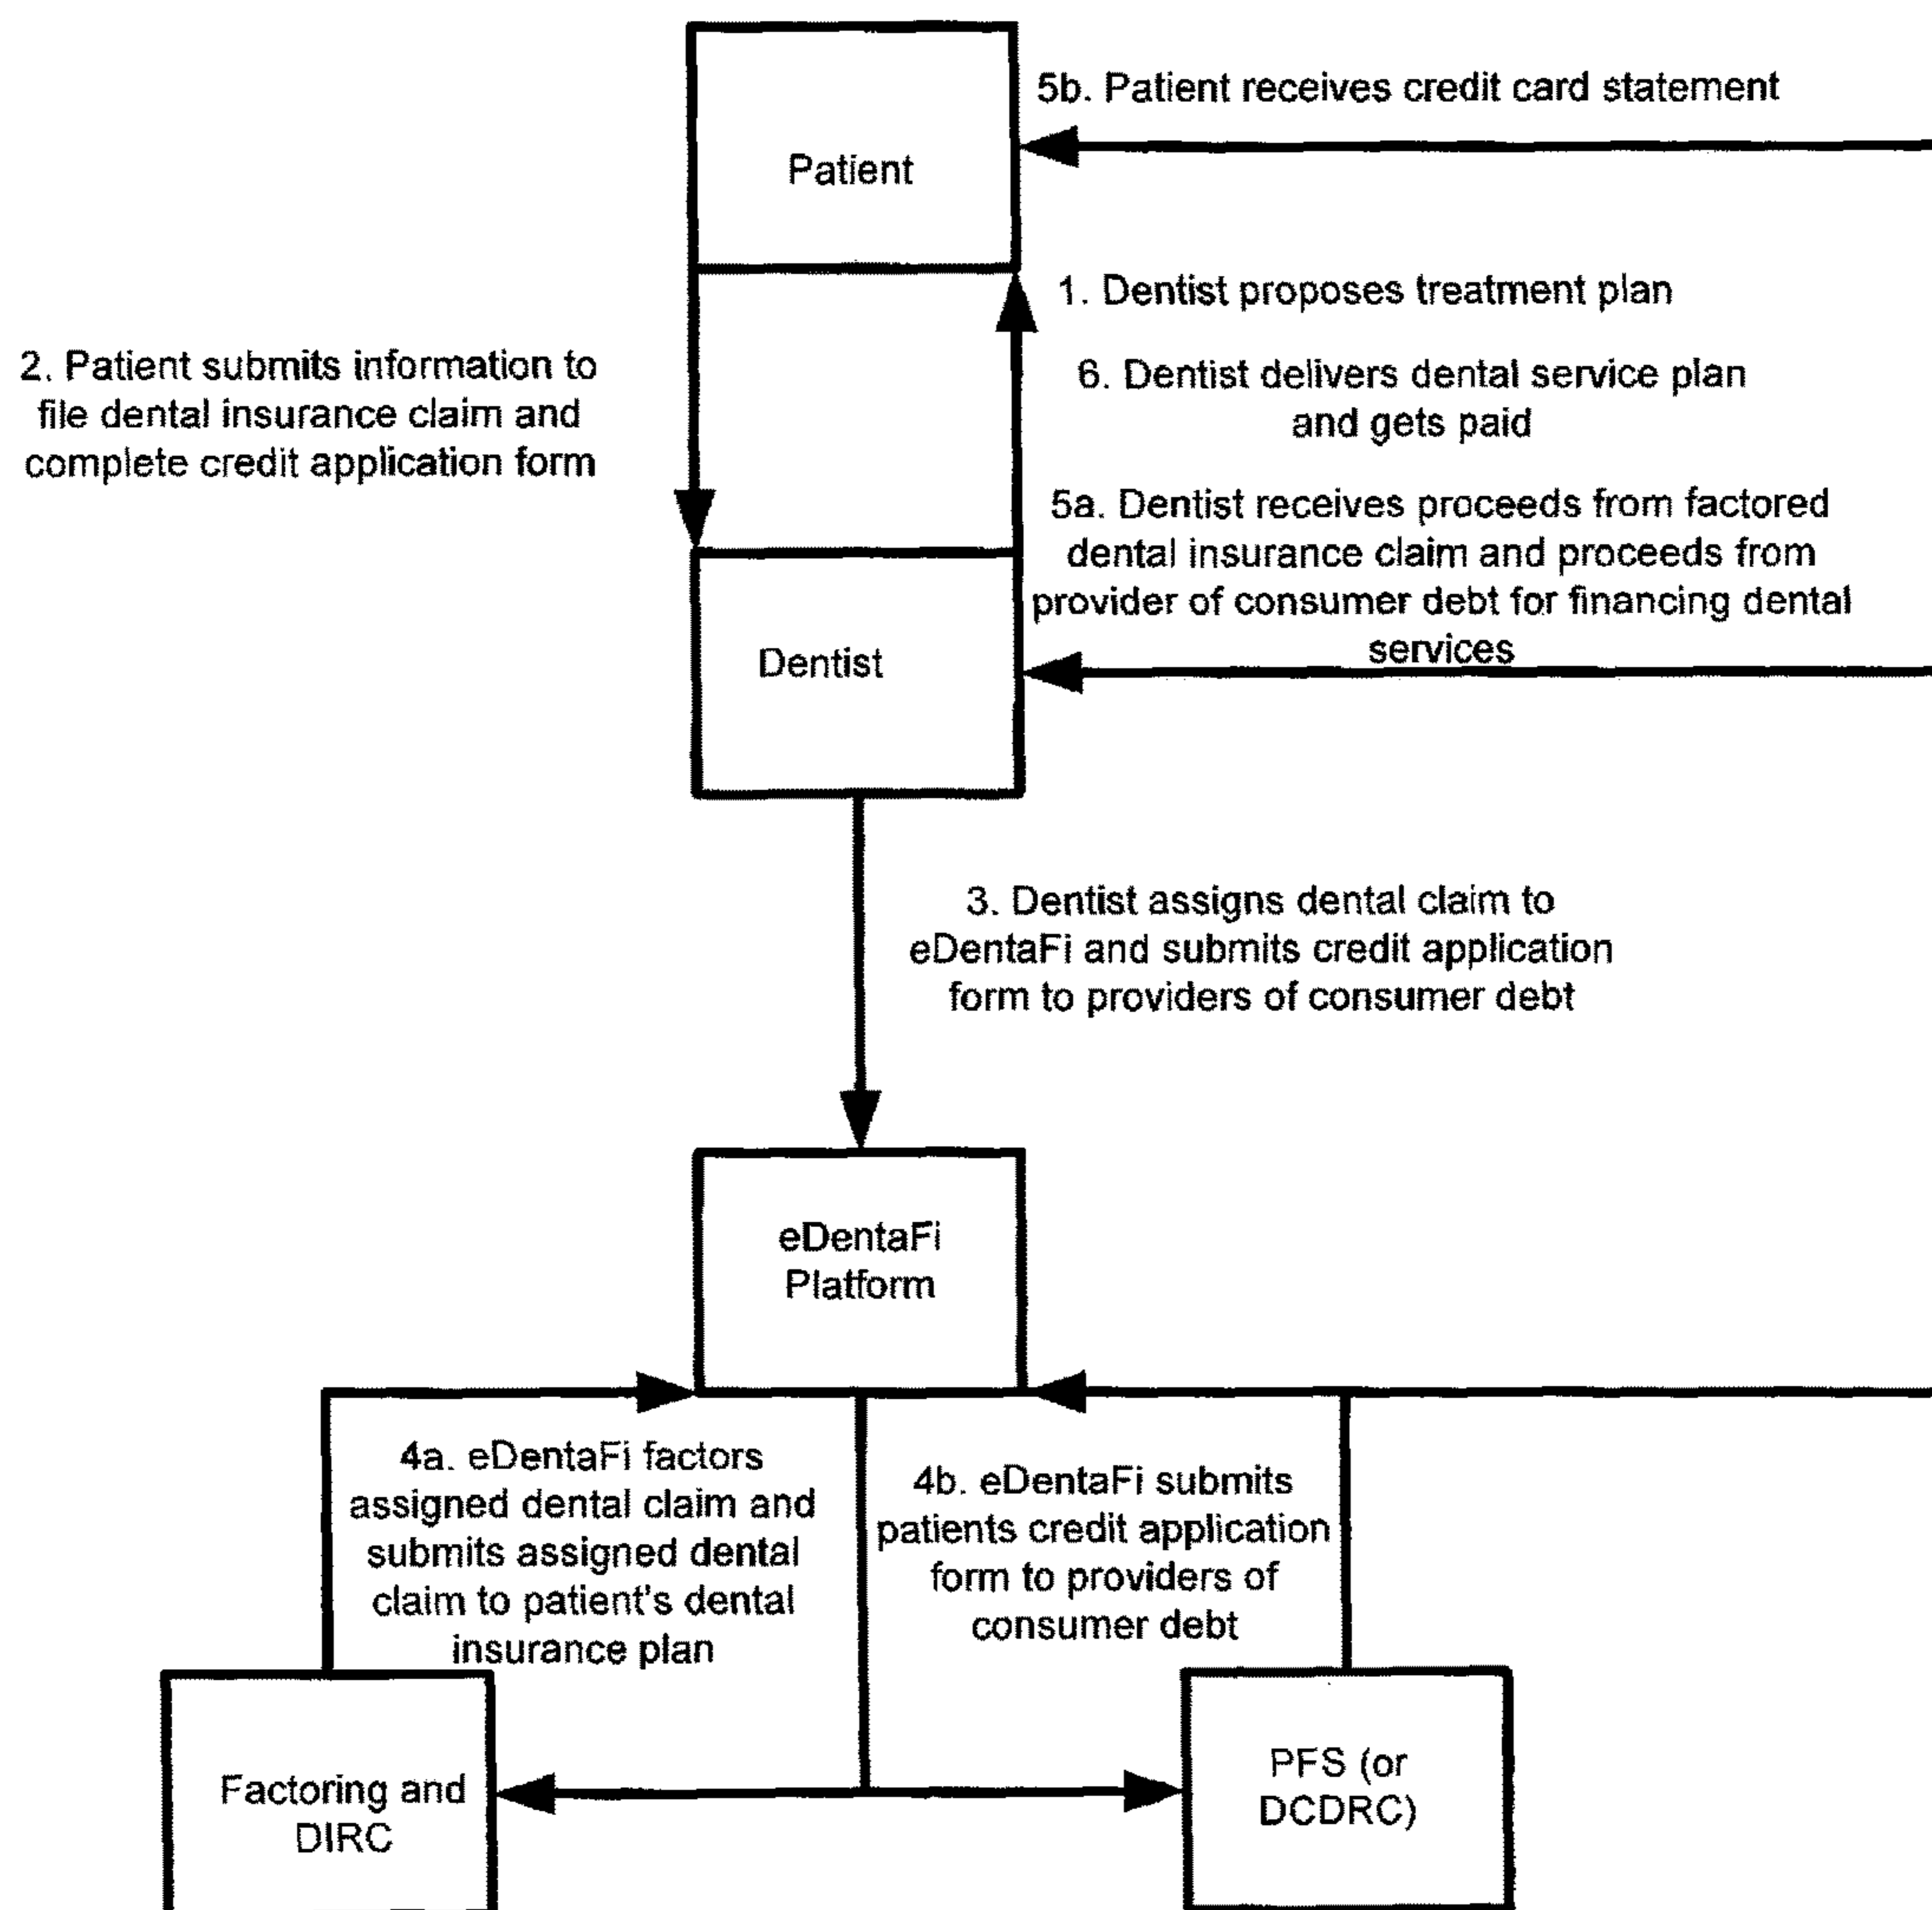 5b. Patient receives credit card statement
Patient
1. Dentist proposes treatment plan
2. Patient submits information to
file dental insurance claim and
complete credit application form
6. Dentist delivers dental service plan
and gets paid
5a. Dentist receives proceeds from factored
dental insurance claim and proceeds from
provider of consumer debt for financing dental
services
Dentist
3. Dentist assigns dental claim to
eDentaFi and submits credit application
form to providers of consumer debt
eDentaFi
Platform
4a. eDentaFi factors
assigned dental claim and
submits assigned dental
claim to patient's dental
insurance plan
4b. eDentaFi submits
patients credit application
form to providers of
consumer debt
Factoring and
DIRC
PFS (or
DCDRC)